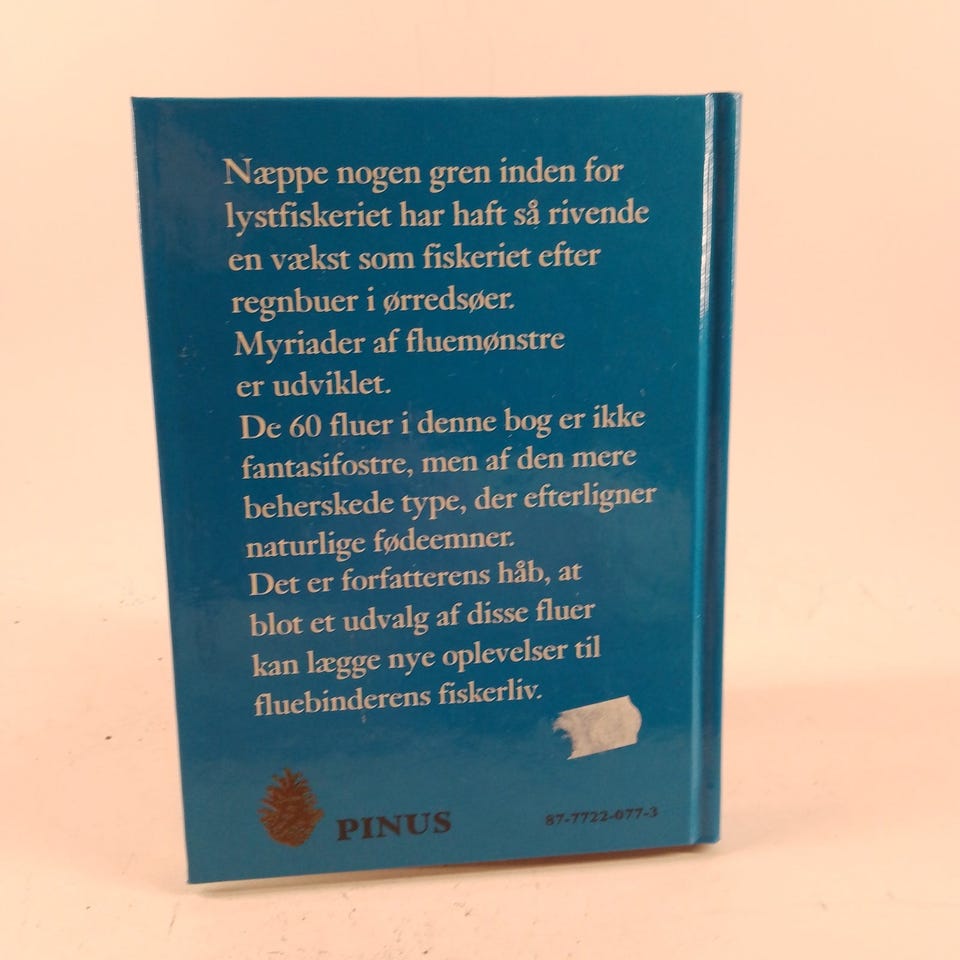 Næppe nogen gren inden for
lystfiskeriet har haft så rivende
en vækst som fiskeriet efter
regnbuer i ørredsøer.
Myriader af fluemønstre
er udviklet.
De 60 fluer i denne bog er ikke
fantasifostre, men af den mere
beherskede type, der efterligner
naturlige fødeemner.
Det er forfatterens håb, at
blot et udvalg af disse fluer
kan lægge nye oplevelser til
fluebinderens fiskerliv.
PINUS
87-7722-077-3